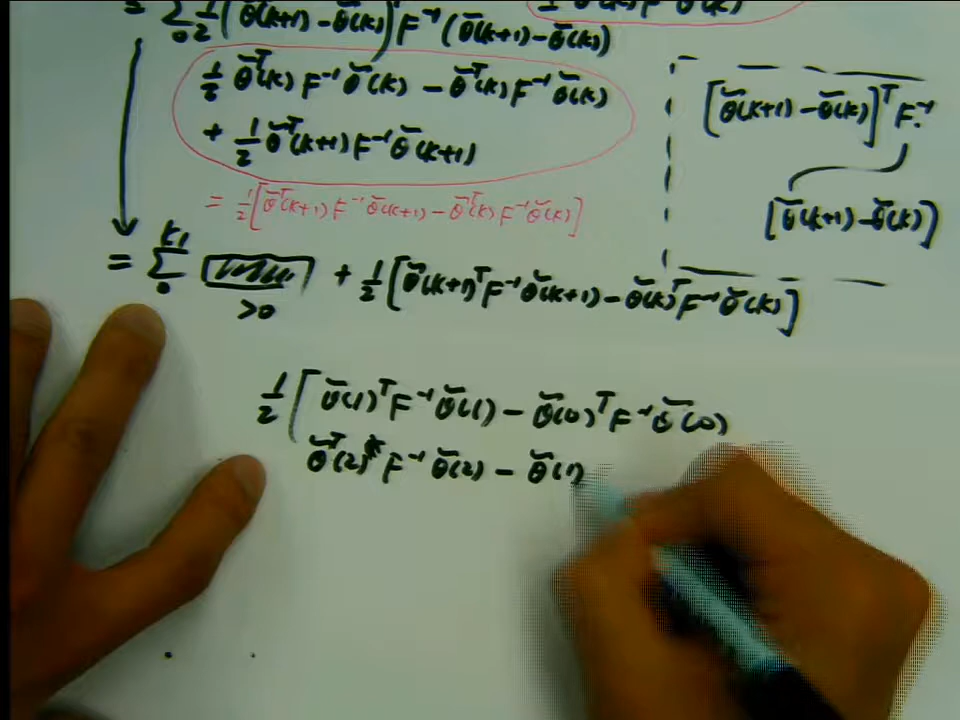 = Σ₀ ½ (θ̃(k+1) - θ̃(k))ᵀ F⁻¹ (θ̃(k+1) - θ̃(k))
½ θ̃ᵀ(k) F⁻¹ θ̃(k) - θ̃ᵀ(k) F⁻¹ θ̃(k)
+ ½ θ̃ᵀ(k+1) F⁻¹ θ̃(k+1)
= ½ [θ̃ᵀ(k+1) F⁻¹ θ̃(k+1) - θ̃ᵀ(k) F⁻¹ θ̃(k)]
[θ̃(k+1) - θ̃(k)]ᵀ F⁻¹.
[θ̃(k+1) - θ̃(k)]
= Σ₀ᵏ¹ + ½ [θ̃(k+1)ᵀ F⁻¹ θ̃(k+1) - θ̃(k)ᵀ F⁻¹ θ̃(k)]
>0
½ [θ̃(1)ᵀ F⁻¹ θ̃(1) - θ̃(0)ᵀ F⁻¹ θ̃(0)
θ̃ᵀ(2) F⁻¹ θ̃(2) - θ̃(1)